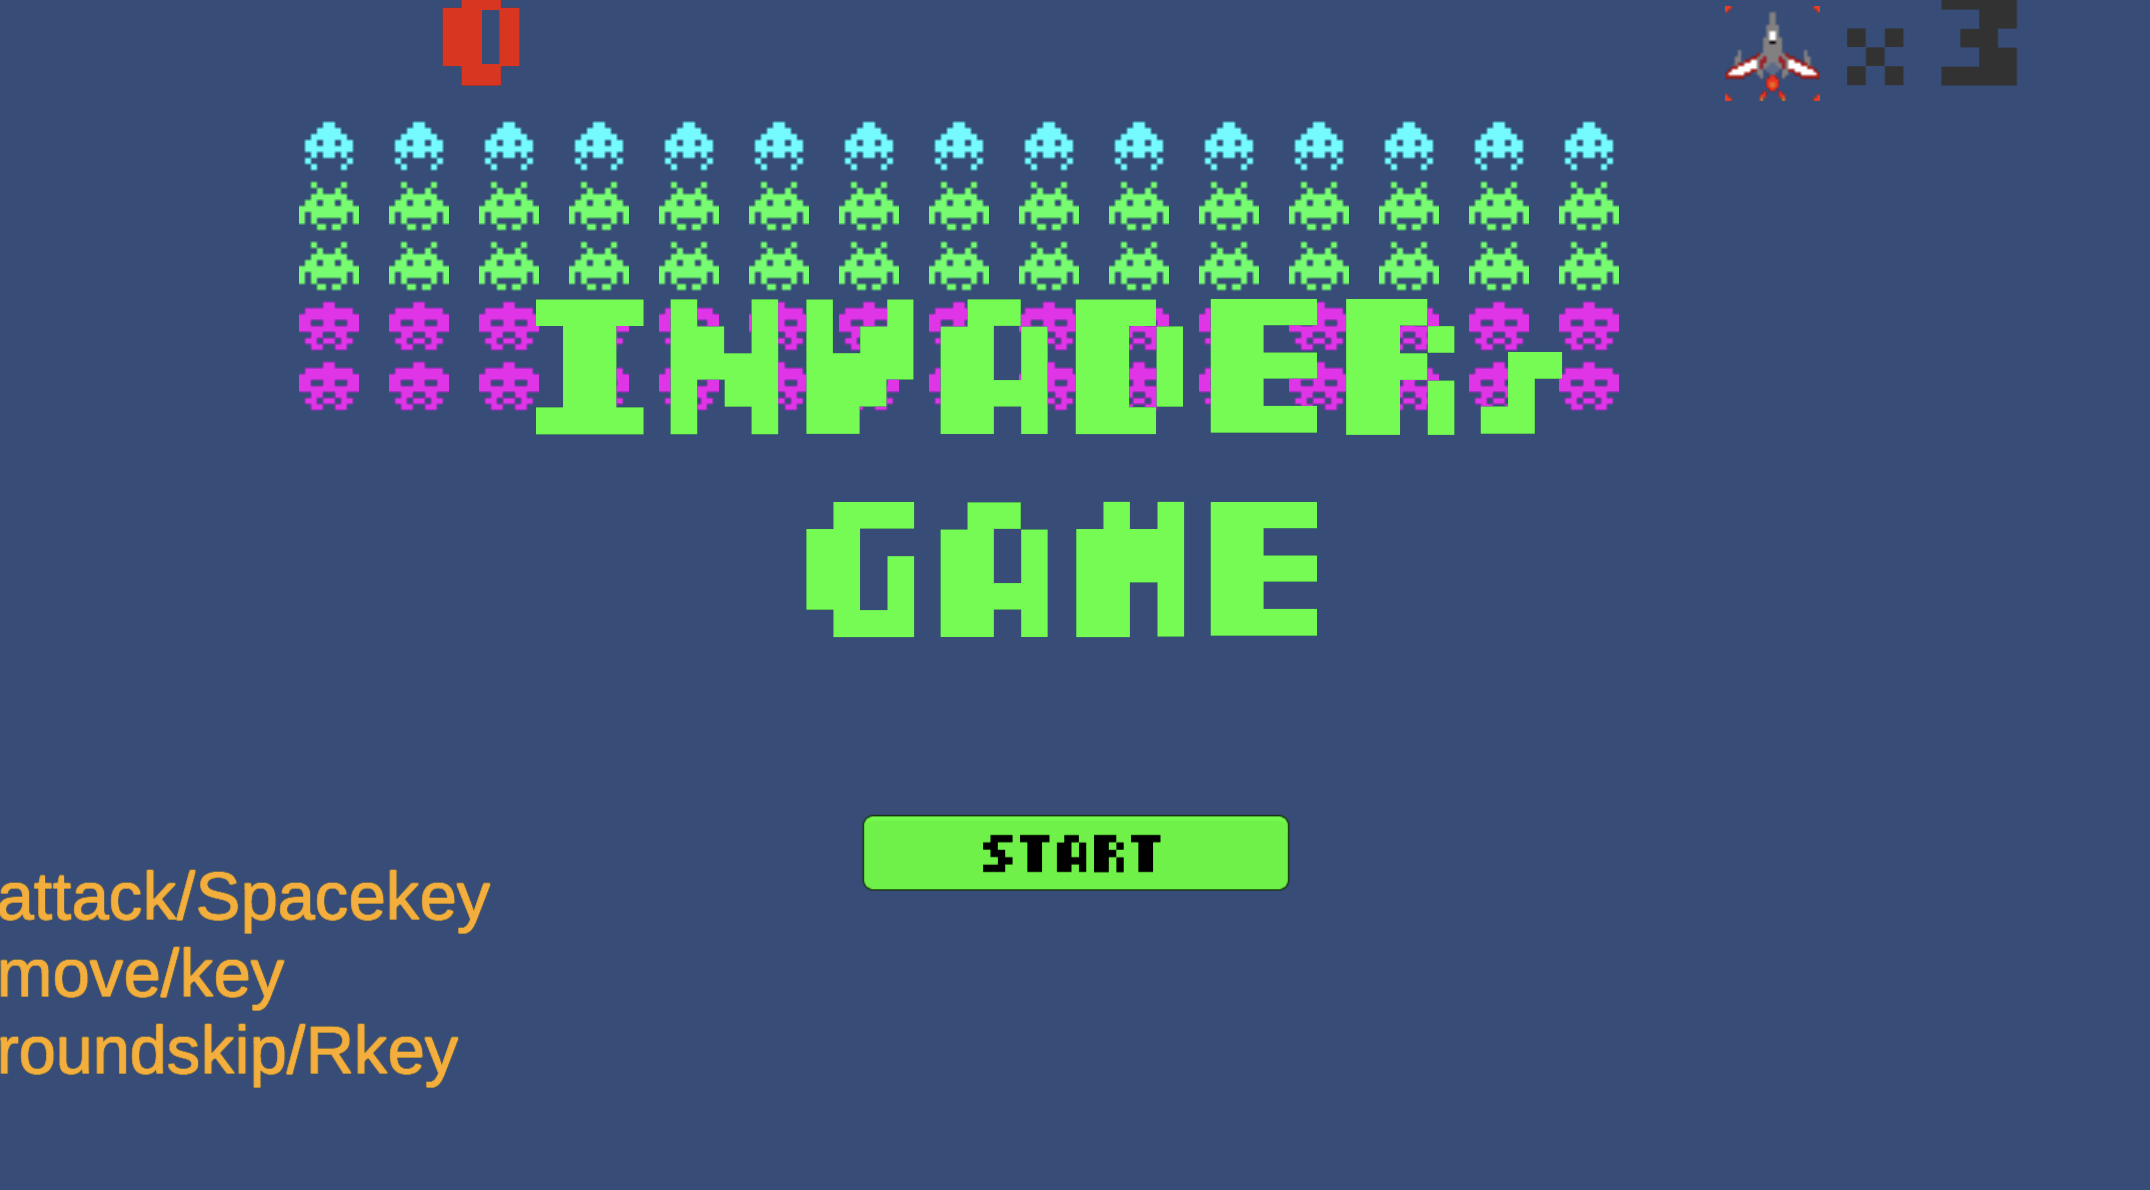 0
x 3
INVADERs
GAME
START
attack/Spacekey
move/key
roundskip/Rkey